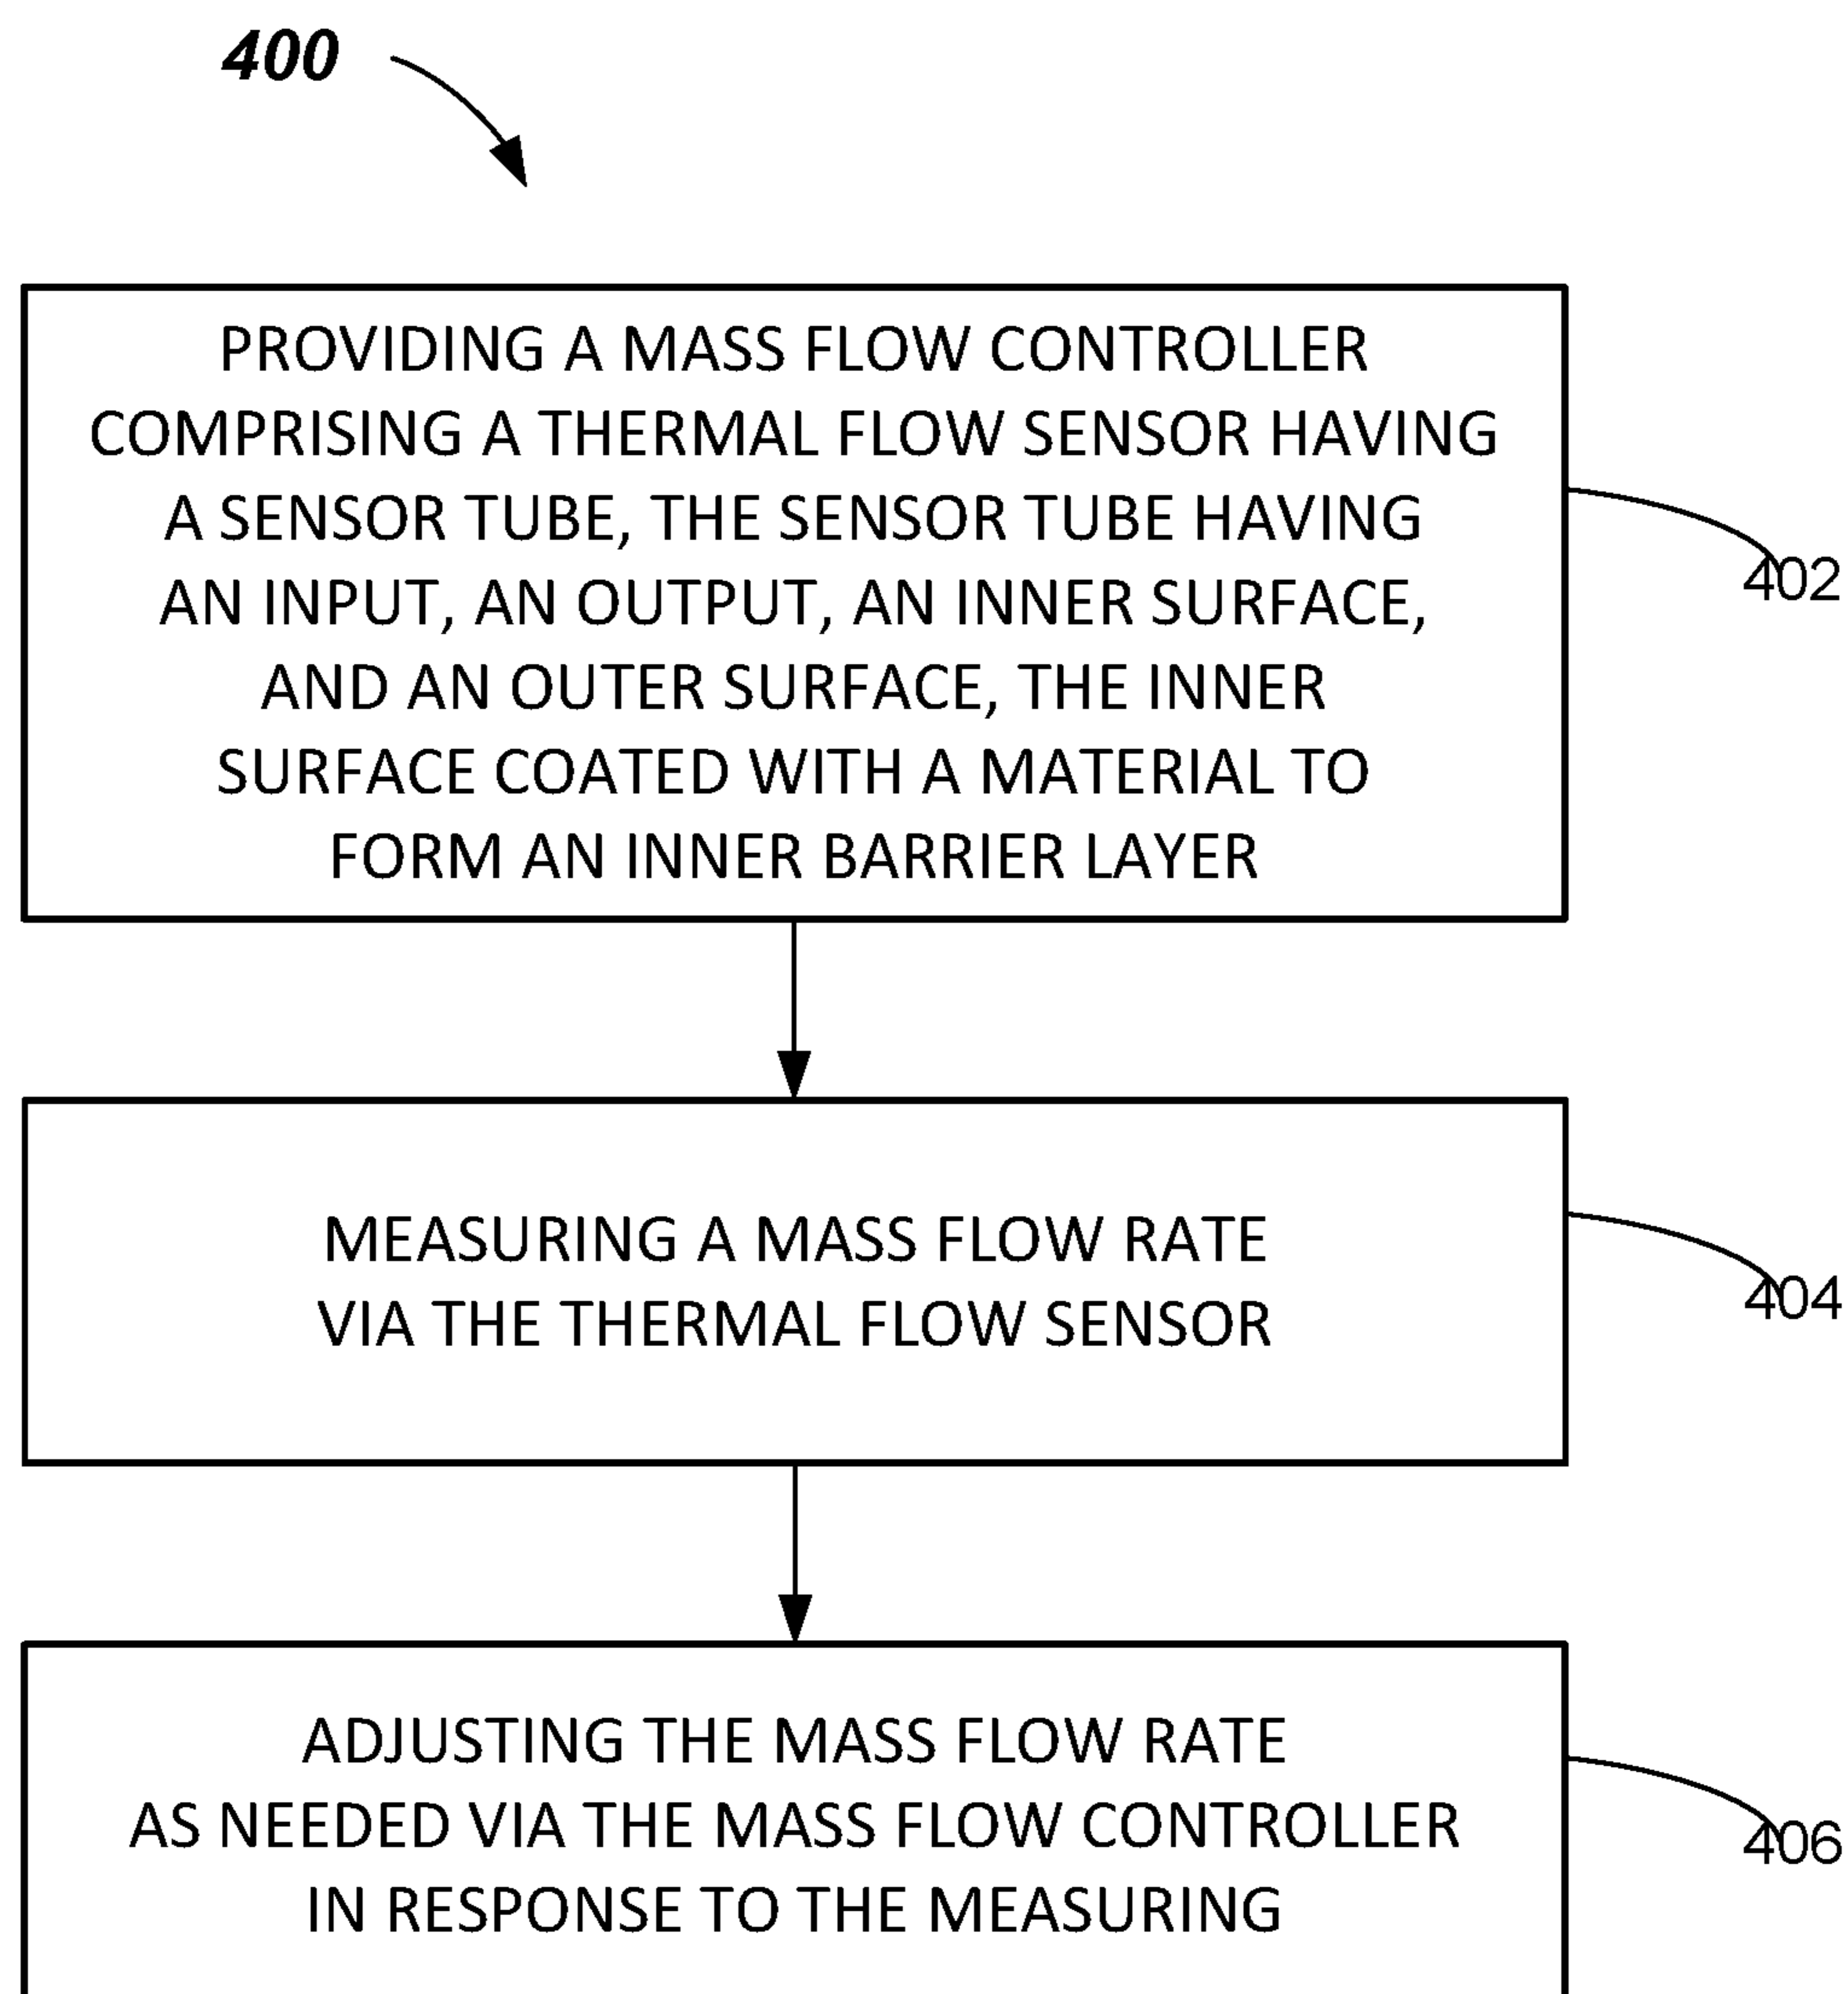 400
PROVIDING A MASS FLOW CONTROLLER
COMPRISING A THERMAL FLOW SENSOR HAVING
A SENSOR TUBE, THE SENSOR TUBE HAVING
AN INPUT, AN OUTPUT, AN INNER SURFACE,
AND AN OUTER SURFACE, THE INNER
SURFACE COATED WITH A MATERIAL TO
FORM AN INNER BARRIER LAYER
402
MEASURING A MASS FLOW RATE
VIA THE THERMAL FLOW SENSOR
404
ADJUSTING THE MASS FLOW RATE
AS NEEDED VIA THE MASS FLOW CONTROLLER
IN RESPONSE TO THE MEASURING
406